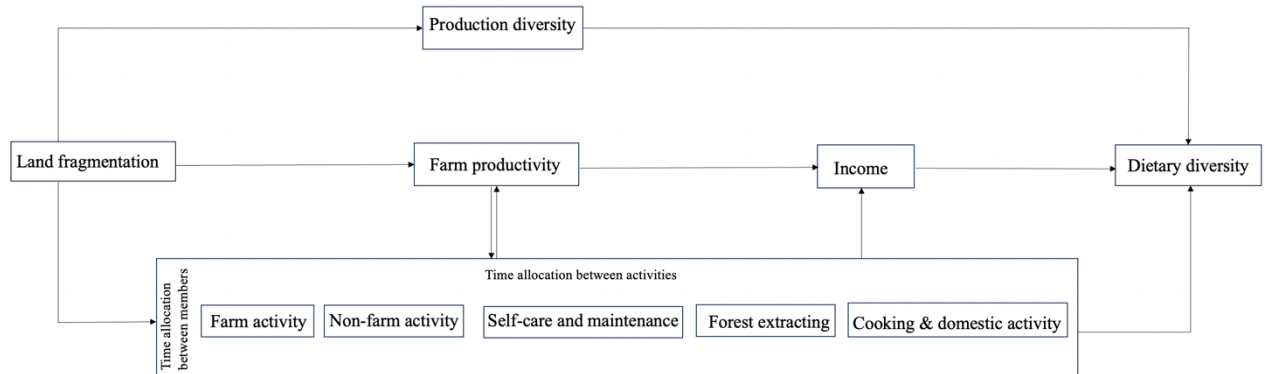 Production diversity
Land fragmentation
Farm productivity
Income
Dietary diversity
Time allocation between activities
Time allocation
between members
Farm activity
Non-farm activity
Self-care and maintenance
Forest extracting
Cooking & domestic activity